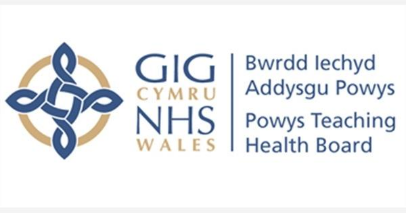 GIG
CYMRU
NHS
WALES
Bwrdd Iechyd
Addysgu Powys
Powys Teaching
Health Board